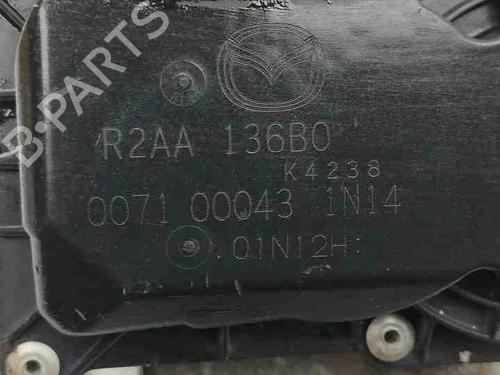 B-PARTS
R2AA 136B0
K4238
0071 00043 1N14
01N12H